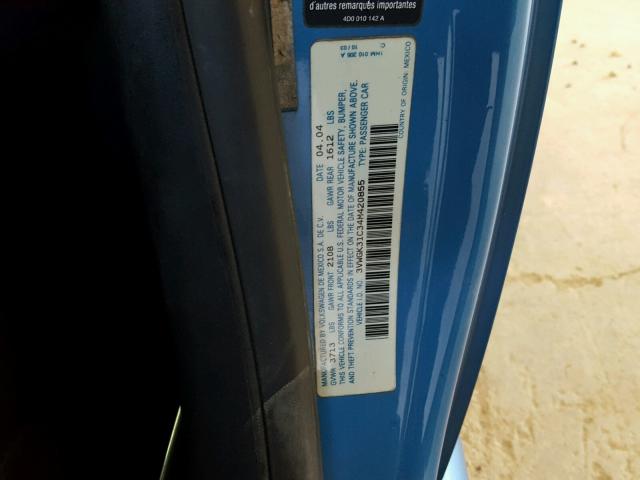 d'autres remarques importantes
4D0 010 142 A
1HM 010 306 A C
10/03
MANUFACTURED BY VOLKSWAGEN DE MEXICO S.A. DE C.V. DATE 04.04
GVWR 3713 LBS GAWR FRONT 2108 LBS GAWR REAR 1612 LBS
THIS VEHICLE CONFORMS TO ALL APPLICABLE U.S. FEDERAL MOTOR VEHICLE SAFETY, BUMPER,
AND THEFT PREVENTION STANDARDS IN EFFECT ON THE DATE OF MANUFACTURE SHOWN ABOVE.
VEHICLE I.D. NO. 3VWGK31C34M420855 TYPE: PASSENGER CAR
COUNTRY OF ORIGIN: MEXICO